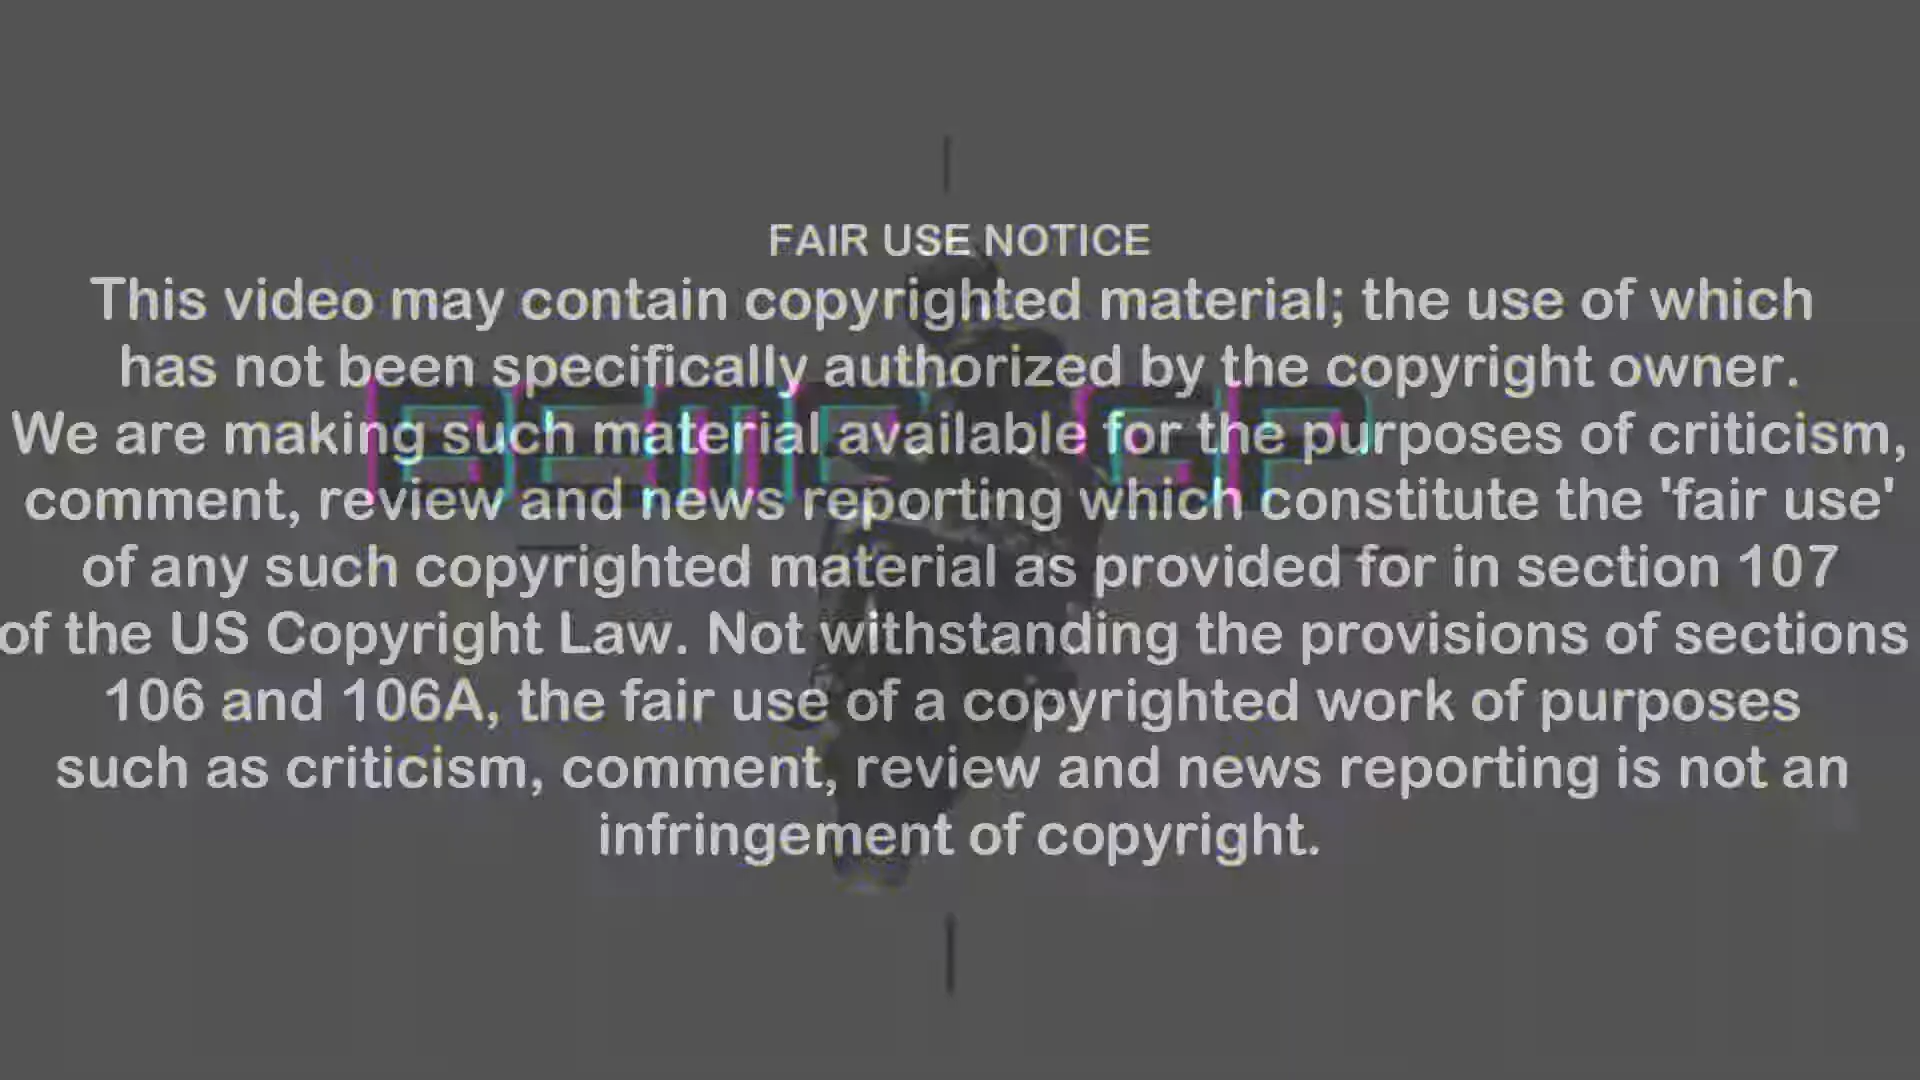 FAIR USE NOTICE
This video may contain copyrighted material; the use of which
has not been specifically authorized by the copyright owner.
We are making such material available for the purposes of criticism,
comment, review and news reporting which constitute the 'fair use'
of any such copyrighted material as provided for in section 107
of the US Copyright Law. Not withstanding the provisions of sections
106 and 106A, the fair use of a copyrighted work of purposes
such as criticism, comment, review and news reporting is not an
infringement of copyright.